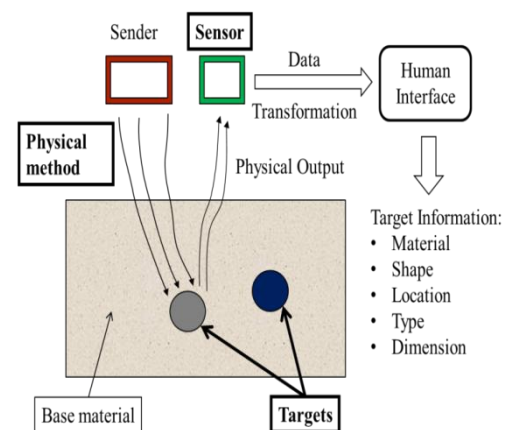 Sender
Sensor
Data
Transformation
Human
Interface
Physical
method
Physical Output
Target Information:
• Material
• Shape
• Location
• Type
• Dimension
Base material
Targets